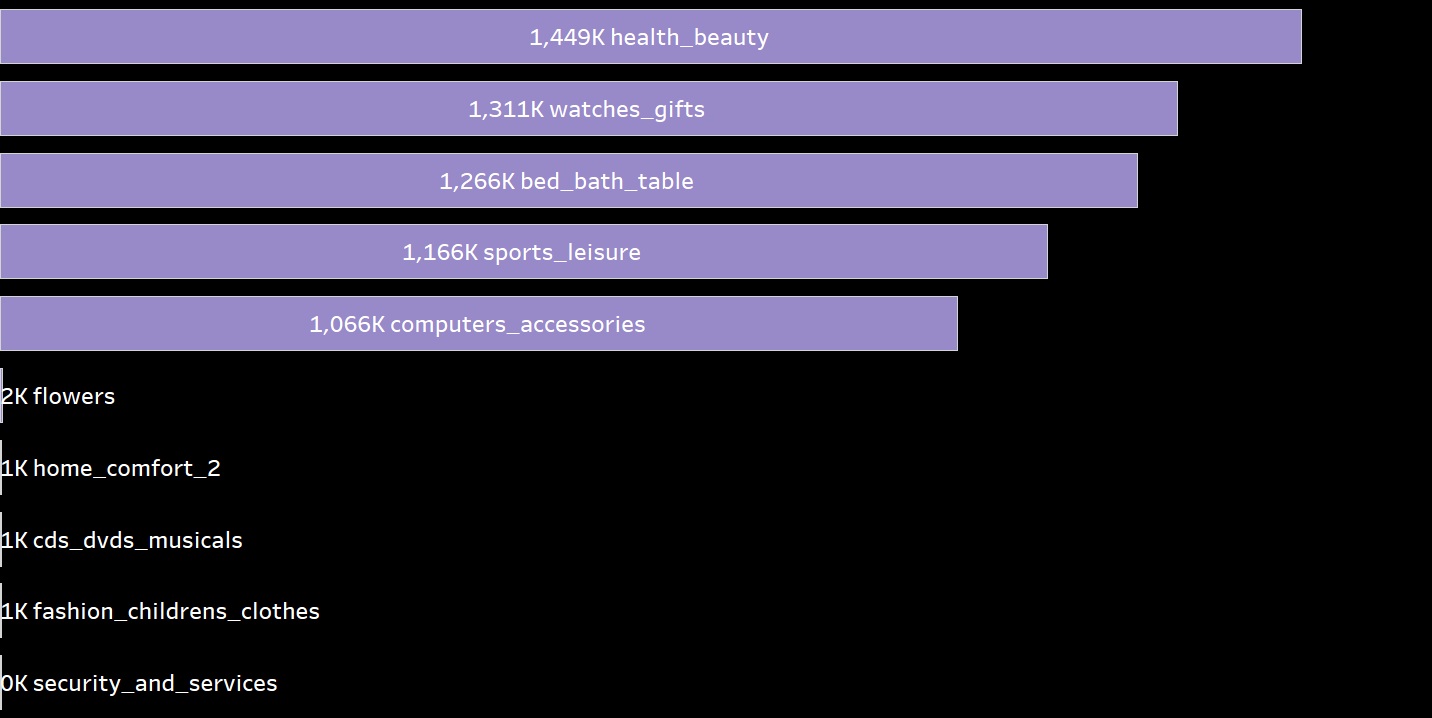 1,449K health_beauty
1,311K watches_gifts
1,266K bed_bath_table
1,166K sports_leisure
1,066K computers_accessories
2K flowers
1K home_comfort_2
1K cds_dvds_musicals
1K fashion_childrens_clothes
0K security_and_services